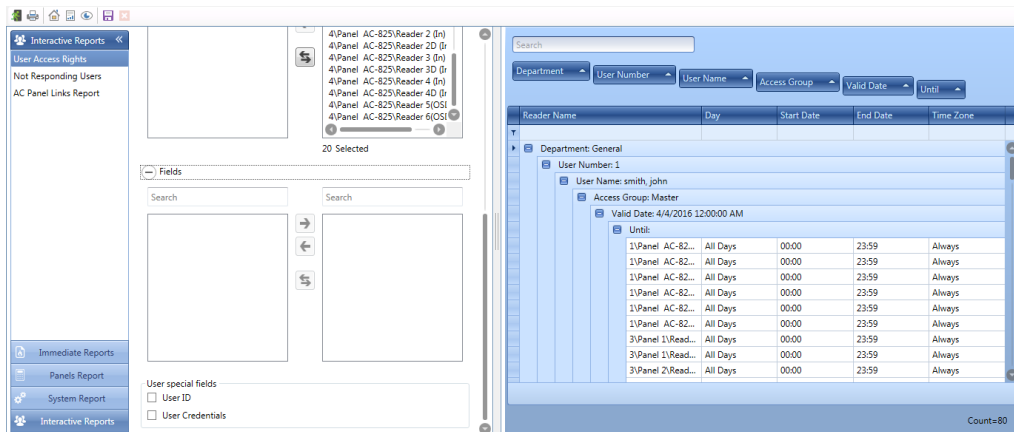 Interactive Reports
User Access Rights
Not Responding Users
AC Panel Links Report
Immediate Reports
Panels Report
System Report
Interactive Reports
4\Panel AC-825\Reader 2 (In)
4\Panel AC-825\Reader 2D (Ir
4\Panel AC-825\Reader 3 (In)
4\Panel AC-825\Reader 3D (Ir
4\Panel AC-825\Reader 4 (In)
4\Panel AC-825\Reader 4D (Ir
4\Panel AC-825\Reader 5(OSI
4\Panel AC-825\Reader 6(OSI
20 Selected
Fields
Search Search
User special fields
User ID
User Credentials
Search
Department User Number User Name Access Group Valid Date Until
Reader Name Day Start Date End Date Time Zone
Department: General
User Number: 1
User Name: smith, john
Access Group: Master
Valid Date: 4/4/2016 12:00:00 AM
Until:
1\Panel AC-82... All Days 00:00 23:59 Always
1\Panel AC-82... All Days 00:00 23:59 Always
1\Panel AC-82... All Days 00:00 23:59 Always
1\Panel AC-82... All Days 00:00 23:59 Always
1\Panel AC-82... All Days 00:00 23:59 Always
1\Panel AC-82... All Days 00:00 23:59 Always
3\Panel 1\Read... All Days 00:00 23:59 Always
3\Panel 1\Read... All Days 00:00 23:59 Always
3\Panel 2\Read... All Days 00:00 23:59 Always
Count=80